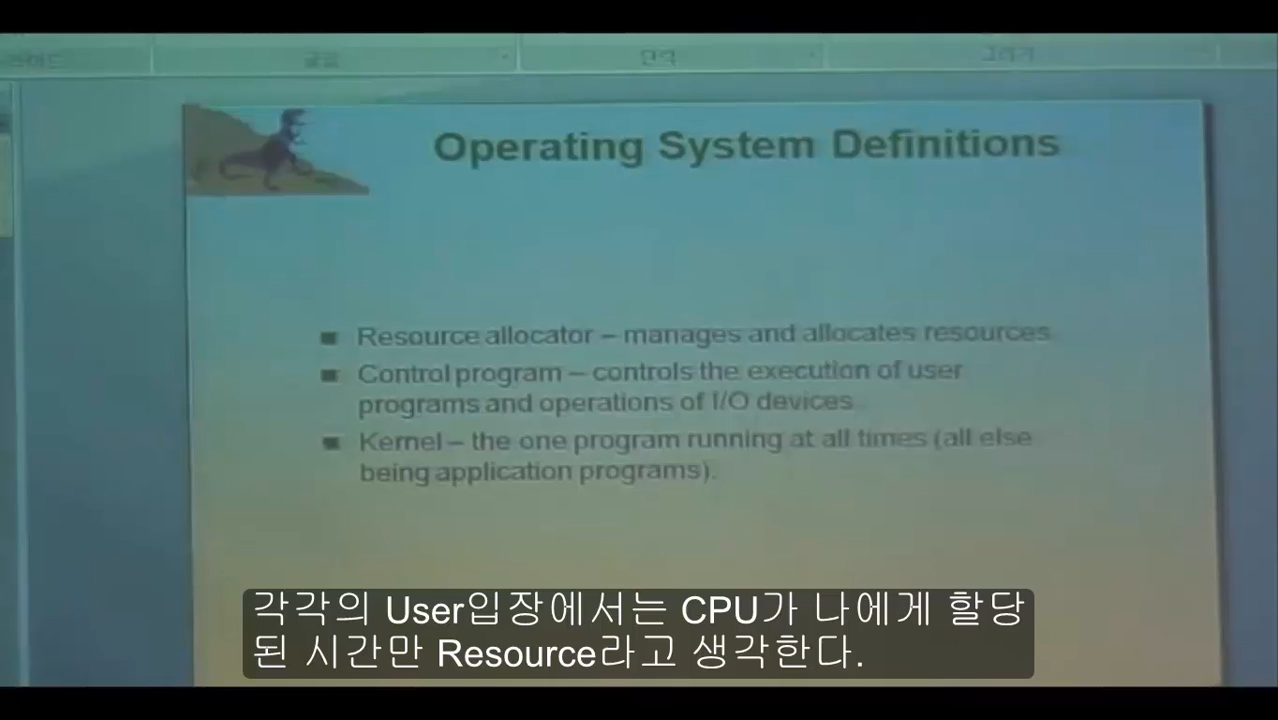 Operating System Definitions
Resource allocator – manages and allocates resources.
Control program – controls the execution of user
programs and operations of I/O devices.
Kernel – the one program running at all times (all else
being application programs).
각각의 User입장에서는 CPU가 나에게 할당
된 시간만 Resource라고 생각한다.